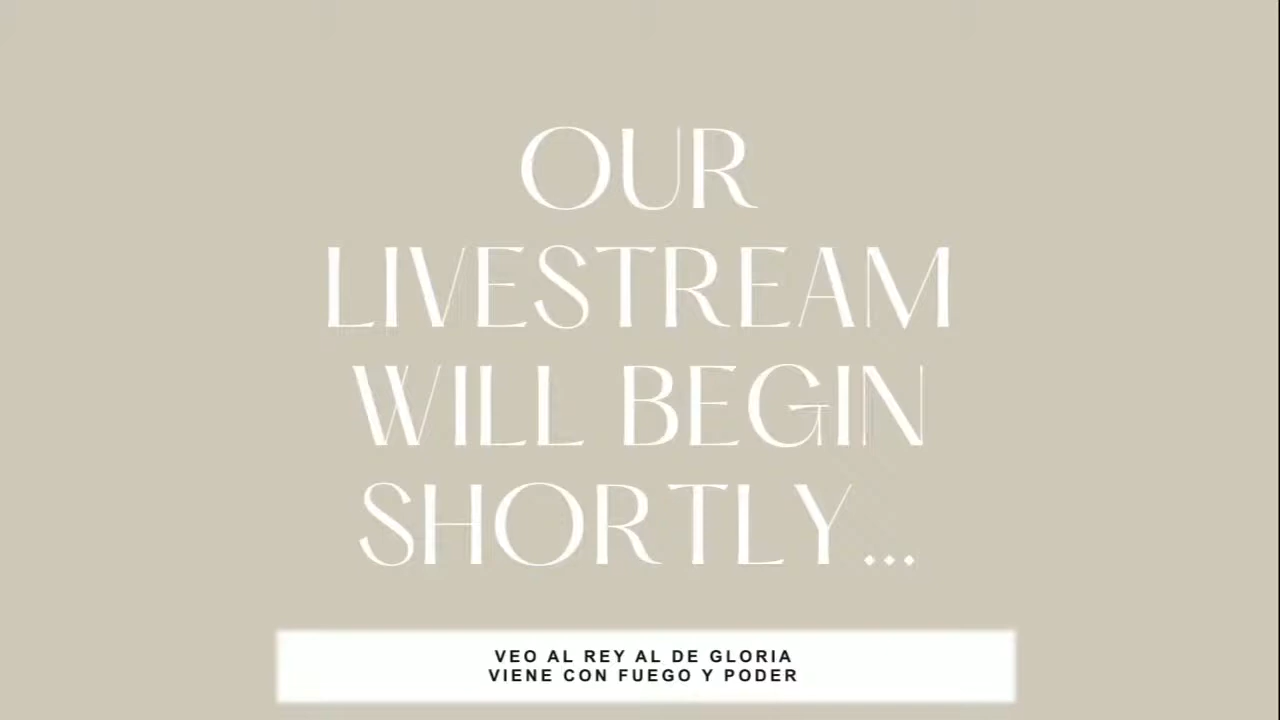 OUR
LIVESTREAM
WILL BEGIN
SHORTLY...
VEO AL REY AL DE GLORIA
VIENE CON FUEGO Y PODER